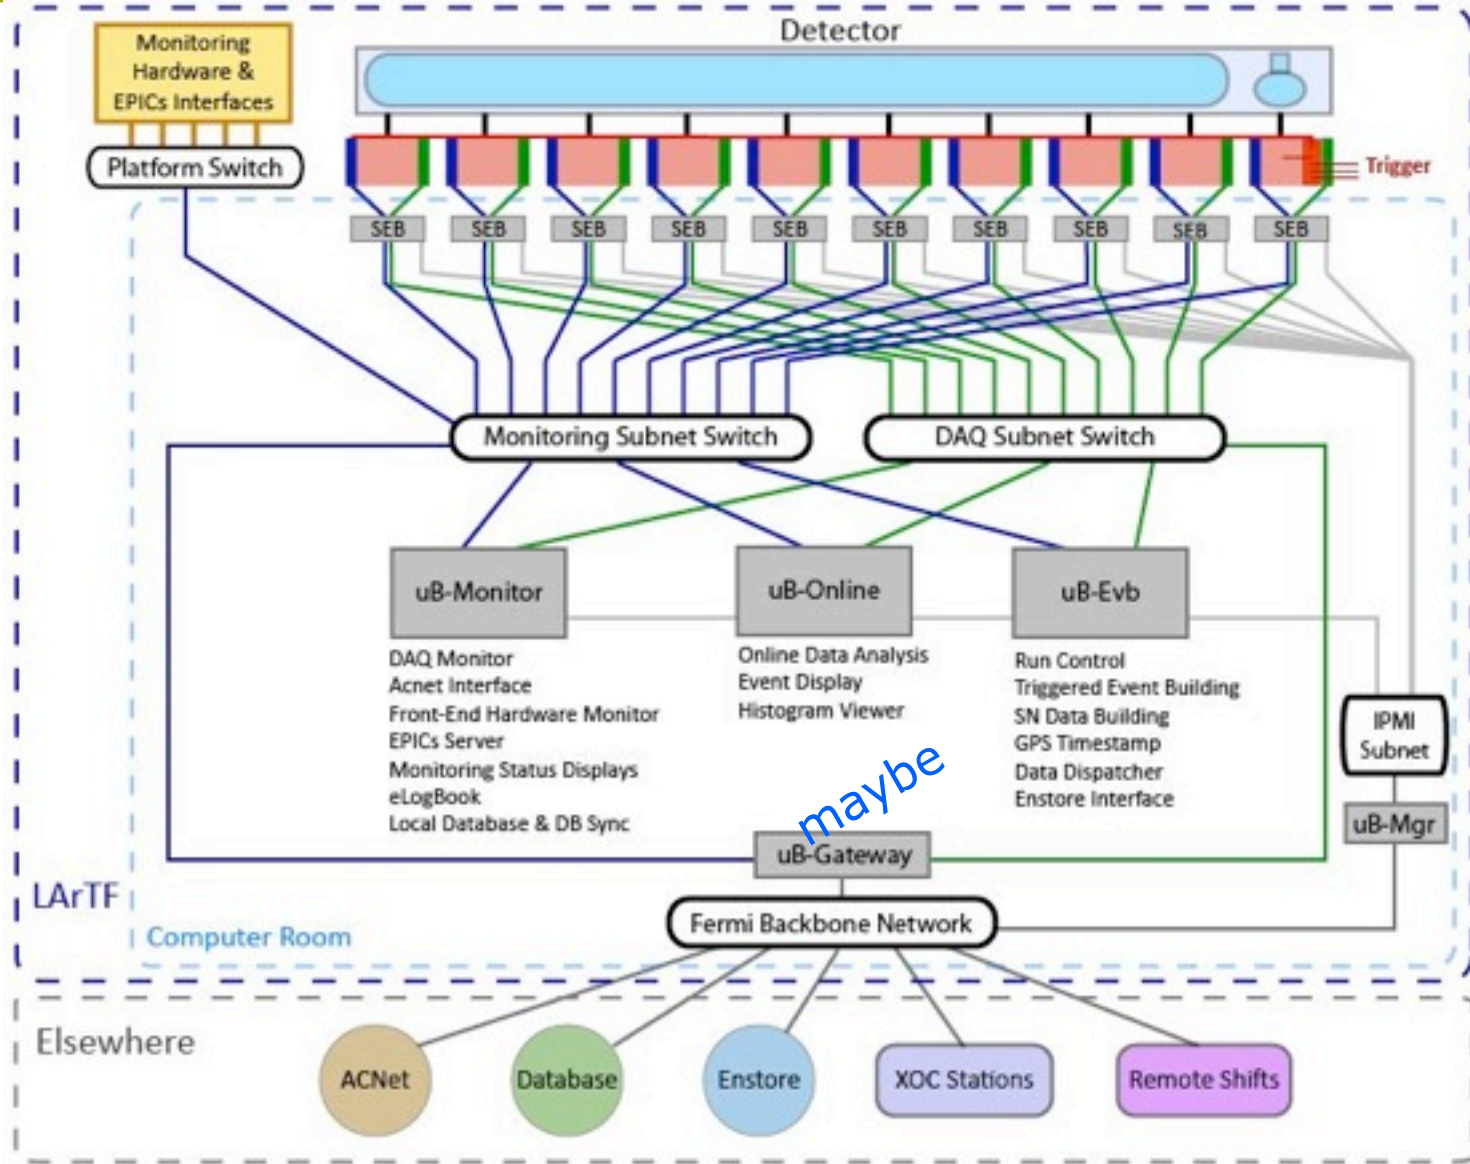 Detector
Monitoring
Hardware &
EPICs Interfaces
Platform Switch
Trigger
SEB
SEB
SEB
SEB
SEB
SEB
SEB
SEB
SEB
SEB
Monitoring Subnet Switch
DAQ Subnet Switch
uB-Monitor
DAQ Monitor
Acnet Interface
Front-End Hardware Monitor
EPICs Server
Monitoring Status Displays
eLogBook
Local Database & DB Sync
uB-Online
Online Data Analysis
Event Display
Histogram Viewer
uB-Evb
Run Control
Triggered Event Building
SN Data Building
GPS Timestamp
Data Dispatcher
Enstore Interface
IPMI
Subnet
uB-Mgr
maybe
uB-Gateway
LArTF
Fermi Backbone Network
Computer Room
Elsewhere
ACNet
Database
Enstore
XOC Stations
Remote Shifts